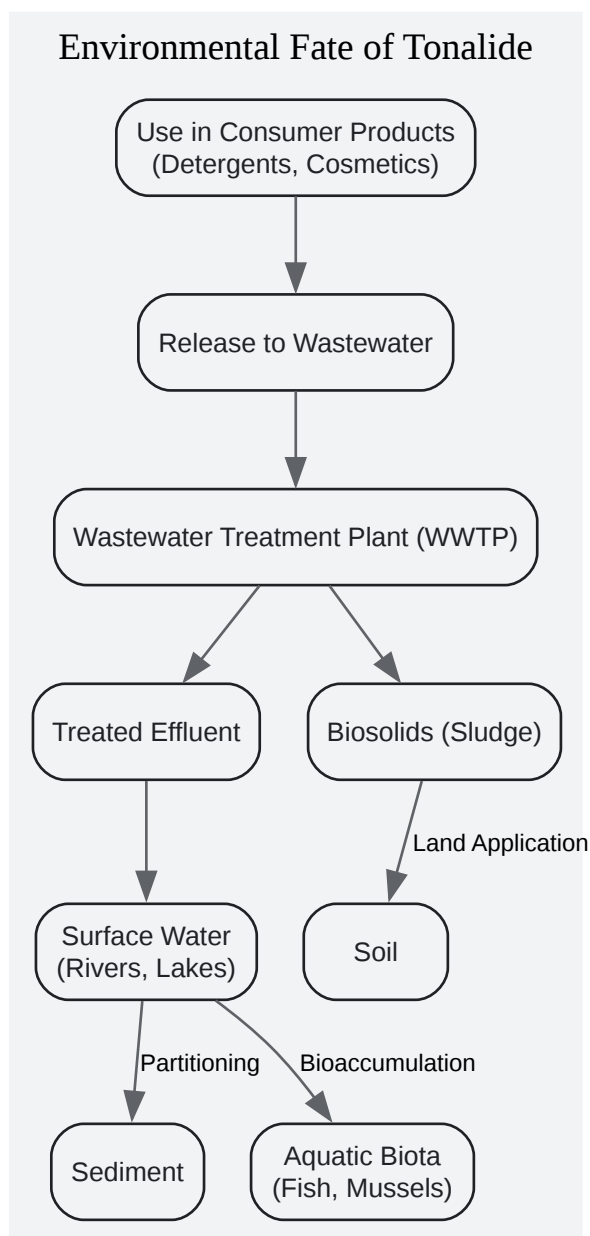 Environmental Fate of Tonalide
Use in Consumer Products
(Detergents, Cosmetics)
Release to Wastewater
Wastewater Treatment Plant (WWTP)
Treated Effluent
Biosolids (Sludge)
Land Application
Surface Water
(Rivers, Lakes)
Soil
Partitioning
Bioaccumulation
Sediment
Aquatic Biota
(Fish, Mussels)